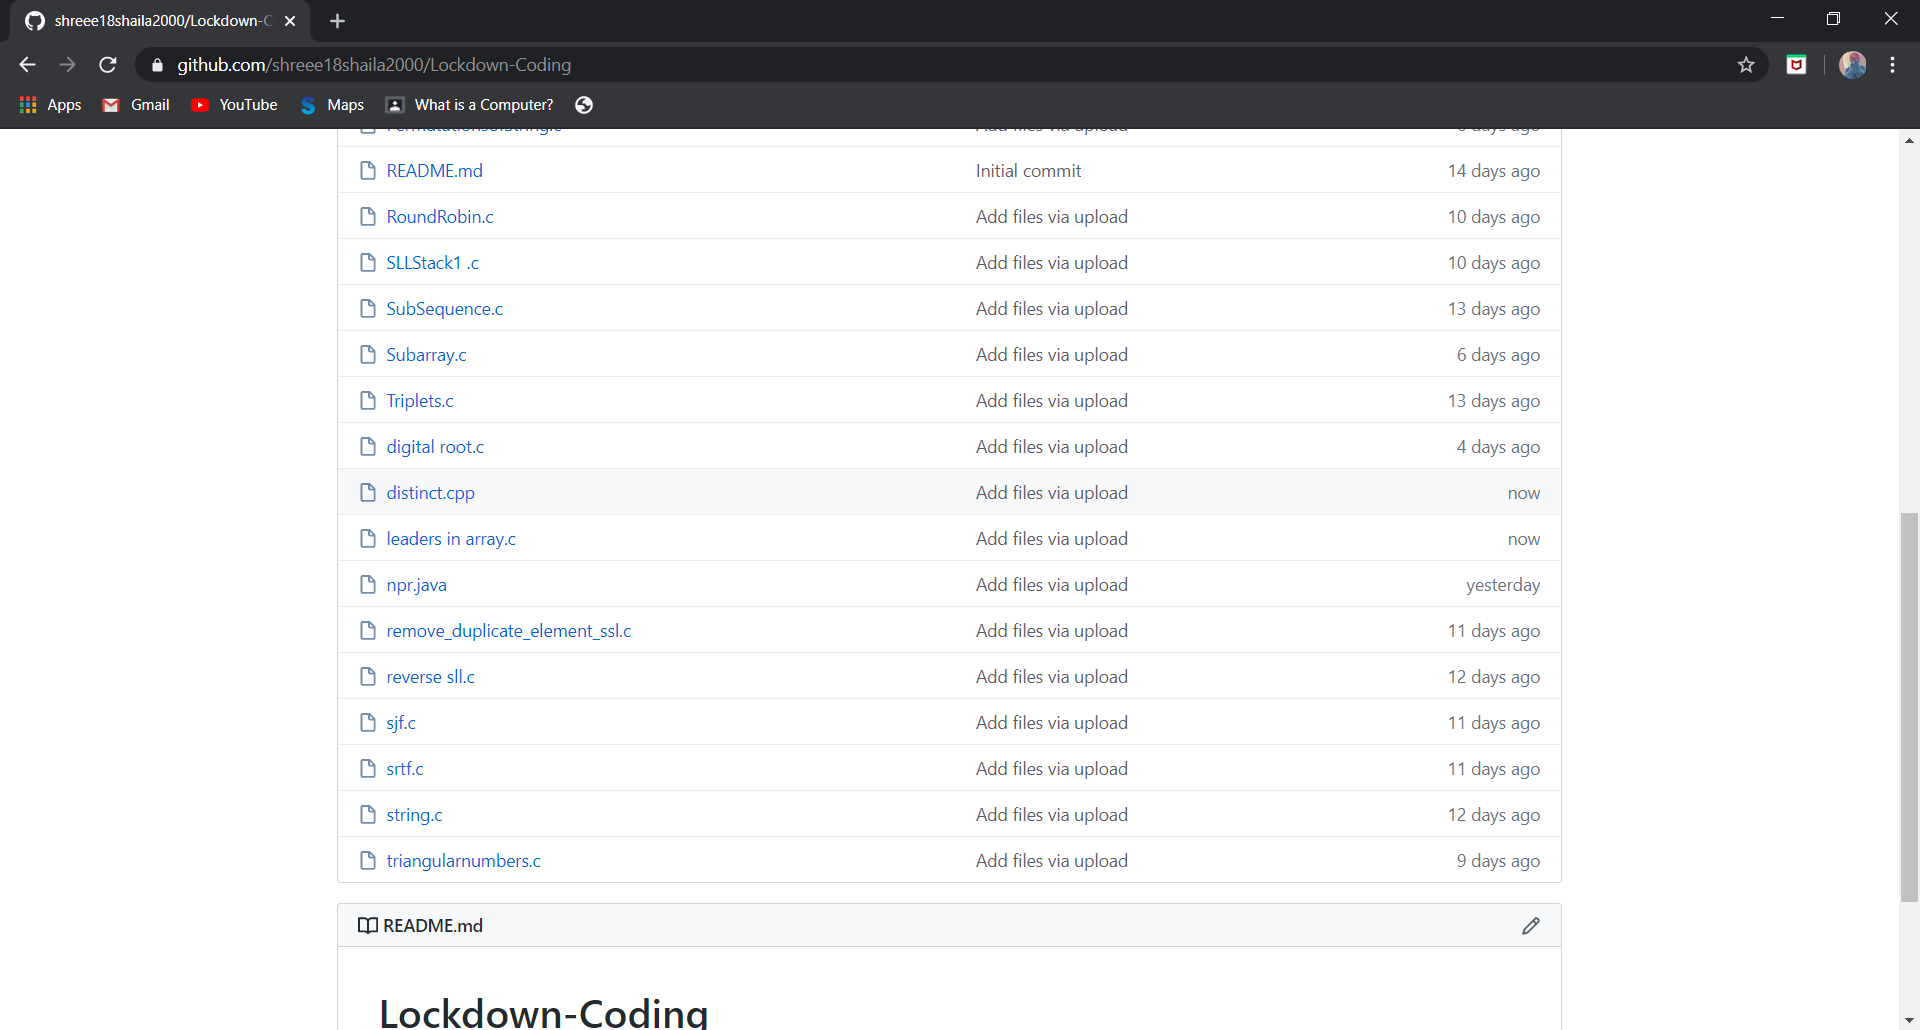 shreee18shaila2000/Lockdown-C
github.com/shreee18shaila2000/Lockdown-Coding
Apps Gmail YouTube Maps What is a Computer?
README.md Initial commit 14 days ago
RoundRobin.c Add files via upload 10 days ago
SLLStack1 .c Add files via upload 10 days ago
SubSequence.c Add files via upload 13 days ago
Subarray.c Add files via upload 6 days ago
Triplets.c Add files via upload 13 days ago
digital root.c Add files via upload 4 days ago
distinct.cpp Add files via upload now
leaders in array.c Add files via upload now
npr.java Add files via upload yesterday
remove_duplicate_element_ssl.c Add files via upload 11 days ago
reverse sll.c Add files via upload 12 days ago
sjf.c Add files via upload 11 days ago
srtf.c Add files via upload 11 days ago
string.c Add files via upload 12 days ago
triangularnumbers.c Add files via upload 9 days ago
README.md
Lockdown-Coding